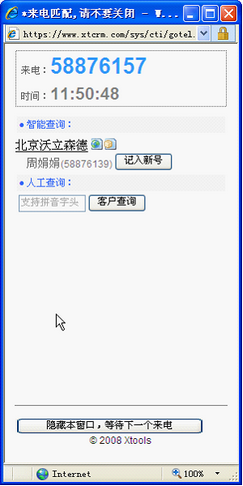 *来电匹配,请不要关闭 - W...
https://www.xtcrm.com/sys/cti/gotel.
来电：58876157
时间：11:50:48
智能查询：
北京沃立森德
周娟娟(58876139) 记入新号
人工查询：
支持拼音字头 客户查询
隐藏本窗口，等待下一个来电
© 2008 Xtools
Internet 100%